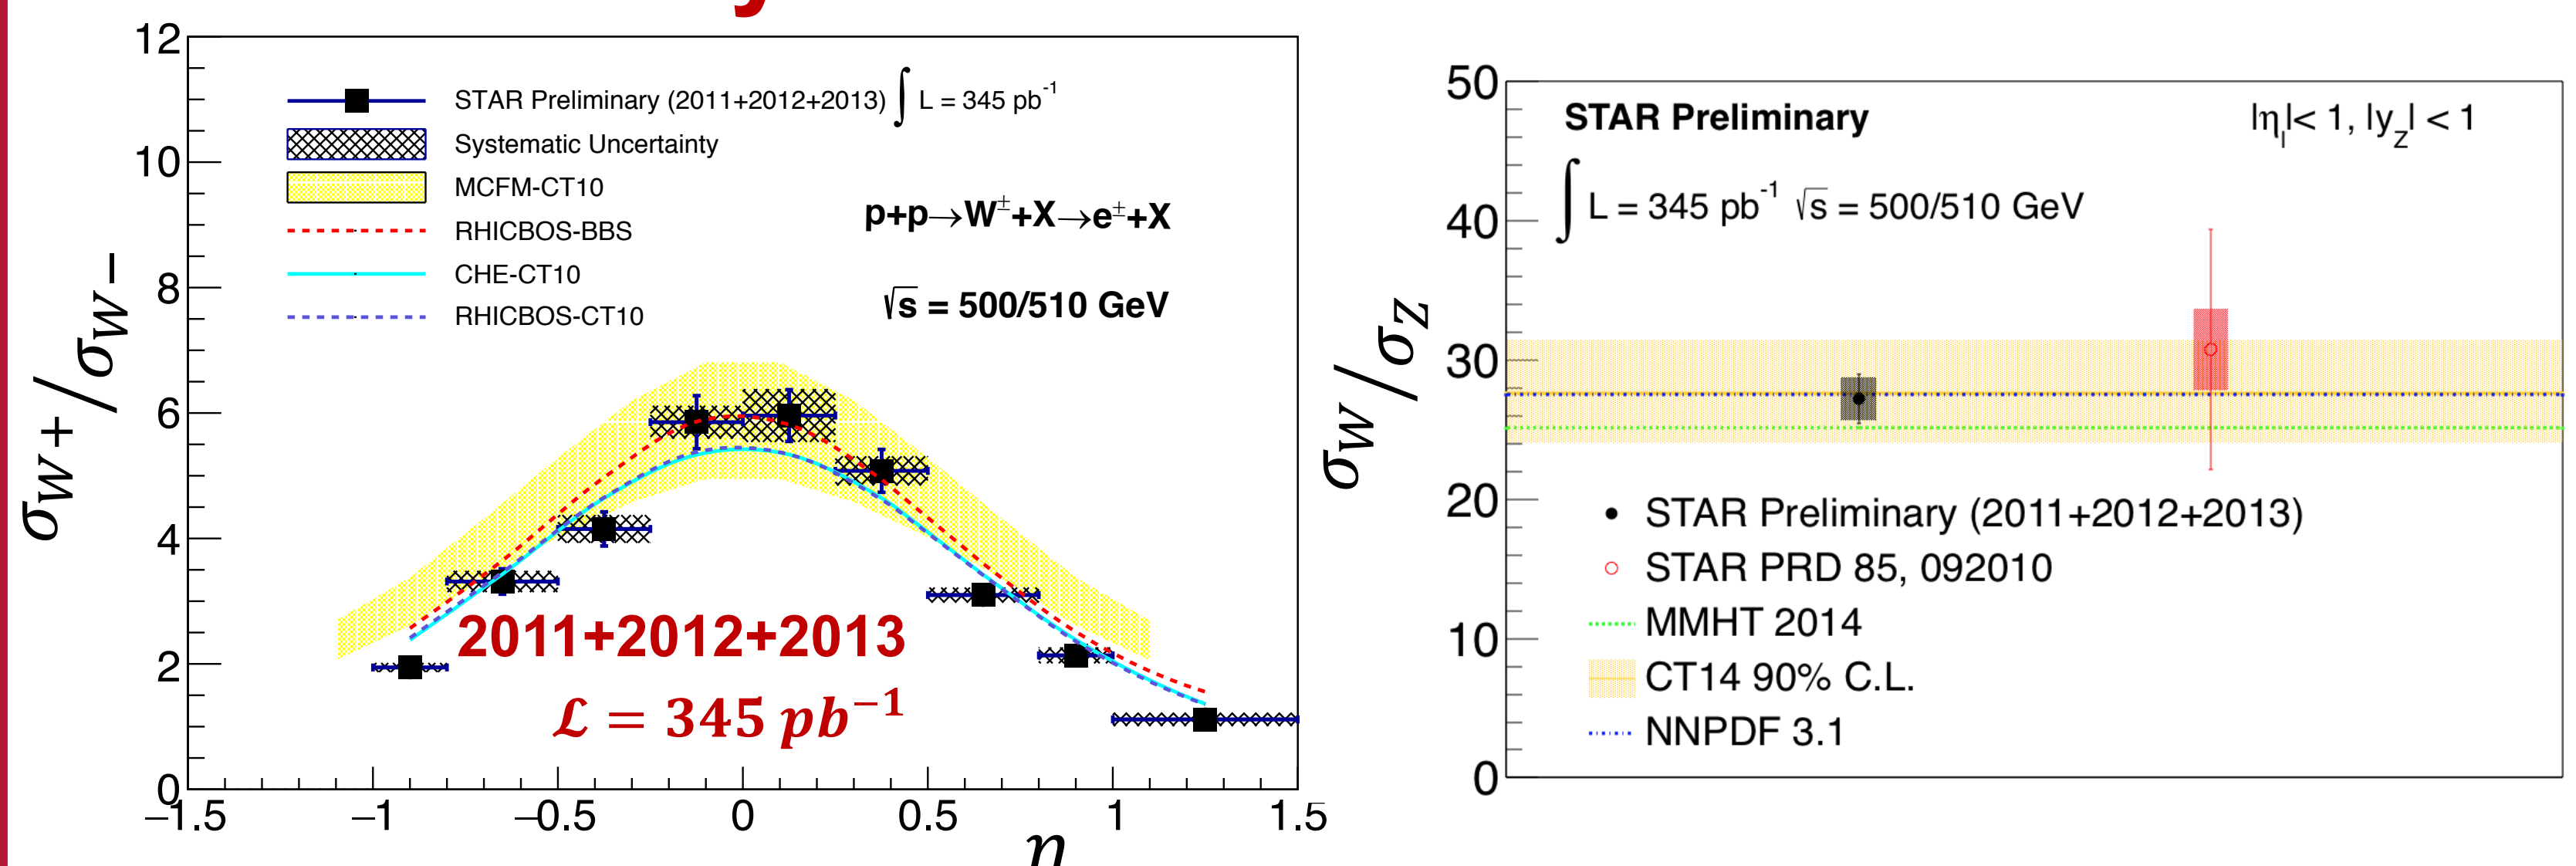 y
12
10
8
6
4
2
0
−1.5
−1
−0.5
0
0.5
1
1.5
η
σW+/σW−
STAR Preliminary (2011+2012+2013) ∫ L = 345 pb-1
Systematic Uncertainty
MCFM-CT10
RHICBOS-BBS
CHE-CT10
RHICBOS-CT10
p+p→W±+X→e±+X
√s = 500/510 GeV
2011+2012+2013
ℒ = 345 pb−1
50
40
30
20
10
0
σW/σZ
STAR Preliminary
|ηl|< 1, |yZ| < 1
∫ L = 345 pb-1 √s = 500/510 GeV
STAR Preliminary (2011+2012+2013)
STAR PRD 85, 092010
MMHT 2014
CT14 90% C.L.
NNPDF 3.1